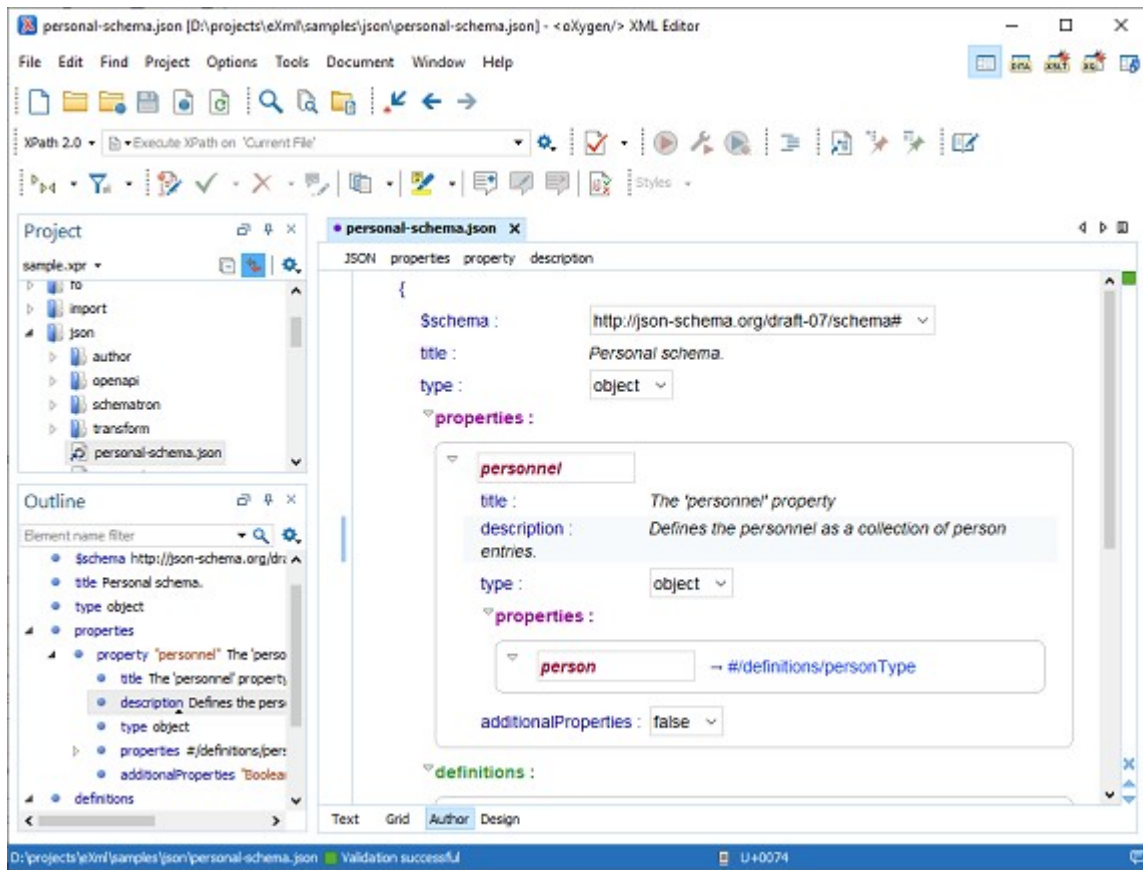 personal-schema.json [D:\projects\eXml\samples\json\personal-schema.json] - <oXygen/> XML Editor
File Edit Find Project Options Tools Document Window Help
XPath 2.0 Execute XPath on 'Current File'
Styles
Project
sample.xpr
to
import
json
author
openapi
schematron
transform
personal-schema.json
Outline
Element name filter
$schema http://json-schema.org/dra
title Personal schema.
type object
properties
property "personnel" The 'perso
title The 'personnel' property
description Defines the pers
type object
properties #/definitions/pers
additionalProperties "Boolea
definitions
personal-schema.json
JSON properties property description
{
$schema : http://json-schema.org/draft-07/schema#
title : Personal schema.
type : object
properties :
personnel
title : The 'personnel' property
description : Defines the personnel as a collection of person
entries.
type : object
properties :
person → #/definitions/personType
additionalProperties : false
definitions :
Text Grid Author Design
D:\projects\eXml\samples\json\personal-schema.json Validation successful U+0074